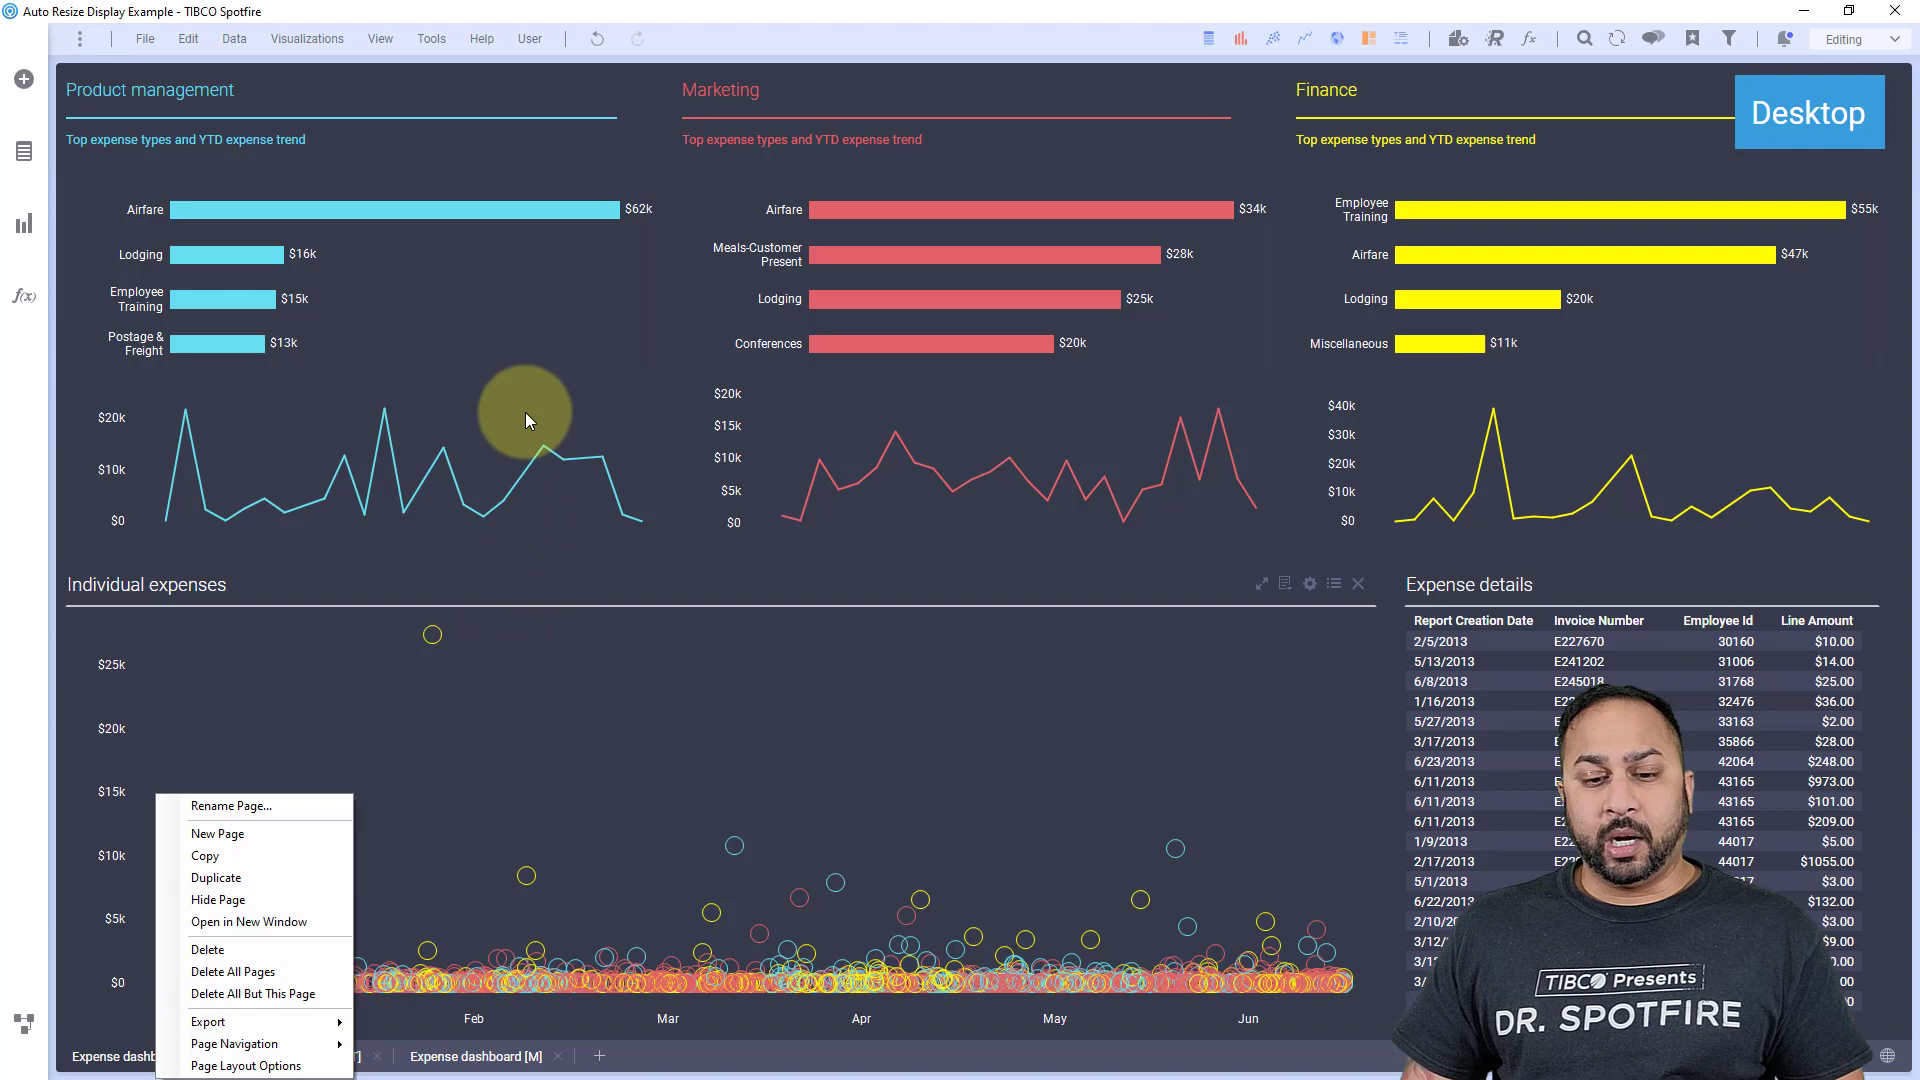 Auto Resize Display Example - TIBCO Spotfire
File Edit Data Visualizations View Tools Help User Editing
Product management
Top expense types and YTD expense trend
Airfare $62k
Lodging $16k
Employee Training $15k
Postage & Freight $13k
$20k
$10k
$0
Marketing
Top expense types and YTD expense trend
Airfare $34k
Meals-Customer Present $28k
Lodging $25k
Conferences $20k
$20k
$15k
$10k
$5k
$0
Finance
Desktop
Top expense types and YTD expense trend
Employee Training $55k
Airfare $47k
Lodging $20k
Miscellaneous $11k
$40k
$30k
$20k
$10k
$0
Individual expenses
$25k
$20k
$15k
$10k
$5k
$0
Feb Mar Apr May Jun
Expense details
Report Creation Date Invoice Number Employee Id Line Amount
2/5/2013 E227670 30160 $10.00
5/13/2013 E241202 31006 $14.00
6/8/2013 E245018 31768 $25.00
1/16/2013 32476 $36.00
5/27/2013 33163 $2.00
3/17/2013 35866 $28.00
6/23/2013 42064 $248.00
6/11/2013 43165 $973.00
6/11/2013 43165 $101.00
6/11/2013 43165 $209.00
1/9/2013 44017 $5.00
2/17/2013 44017 $1055.00
5/1/2013 $3.00
6/22/2013 $132.00
$3.00
$9.00
Rename Page...
New Page
Copy
Duplicate
Hide Page
Open in New Window
Delete
Delete All Pages
Delete All But This Page
Export
Page Navigation
Page Layout Options
Expense dashboard [M]
TIBCO Presents
DR. SPOTFIRE
f(x)